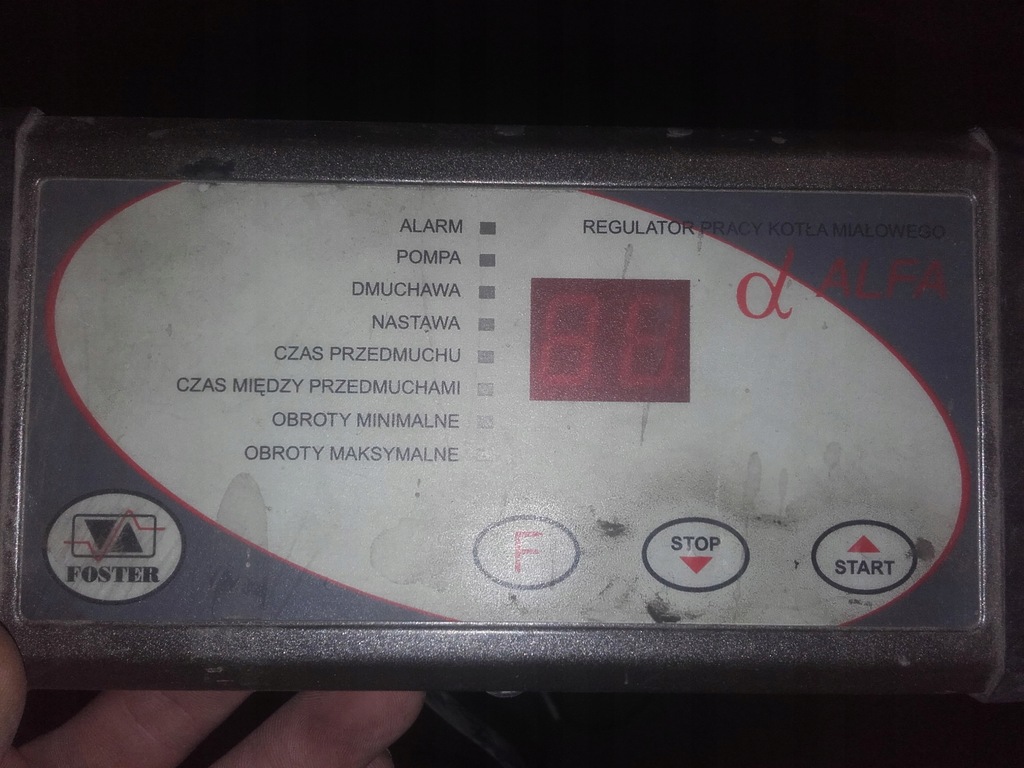 ALARM
REGULATOR PRACY KOTŁA MIAŁOWEGO
POMPA
DMUCHAWA
α ALFA
NASTAWA
CZAS PRZEDMUCHU
CZAS MIĘDZY PRZEDMUCHAMI
OBROTY MINIMALNE
OBROTY MAKSYMALNE
F
STOP
START
FOSTER